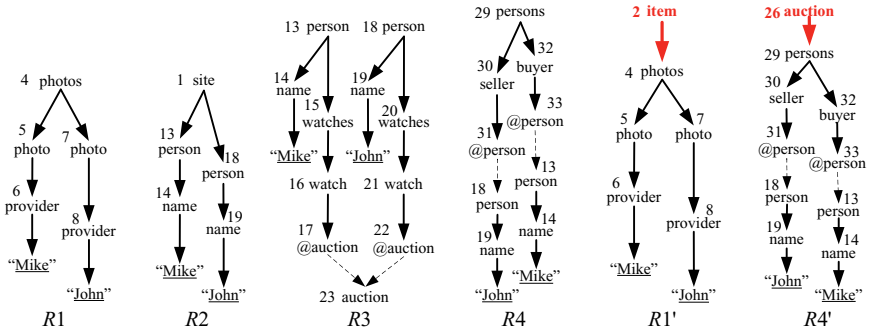 4 photos
5 photo
7 photo
6 provider
8 provider
"Mike"
"John"
R1
1 site
13 person
18 person
14 name
19 name
"Mike"
"John"
R2
13 person
18 person
14 name
15 watches
19 name
20 watches
"Mike"
"John"
16 watch
21 watch
17 @auction
22 @auction
23 auction
R3
29 persons
30 seller
32 buyer
31 @person
33 @person
18 person
13 person
19 name
14 name
"John"
"Mike"
R4
2 item
4 photos
5 photo
7 photo
6 provider
8 provider
"Mike"
"John"
R1'
26 auction
29 persons
30 seller
32 buyer
31 @person
33 @person
18 person
13 person
19 name
14 name
"John"
"Mike"
R4'